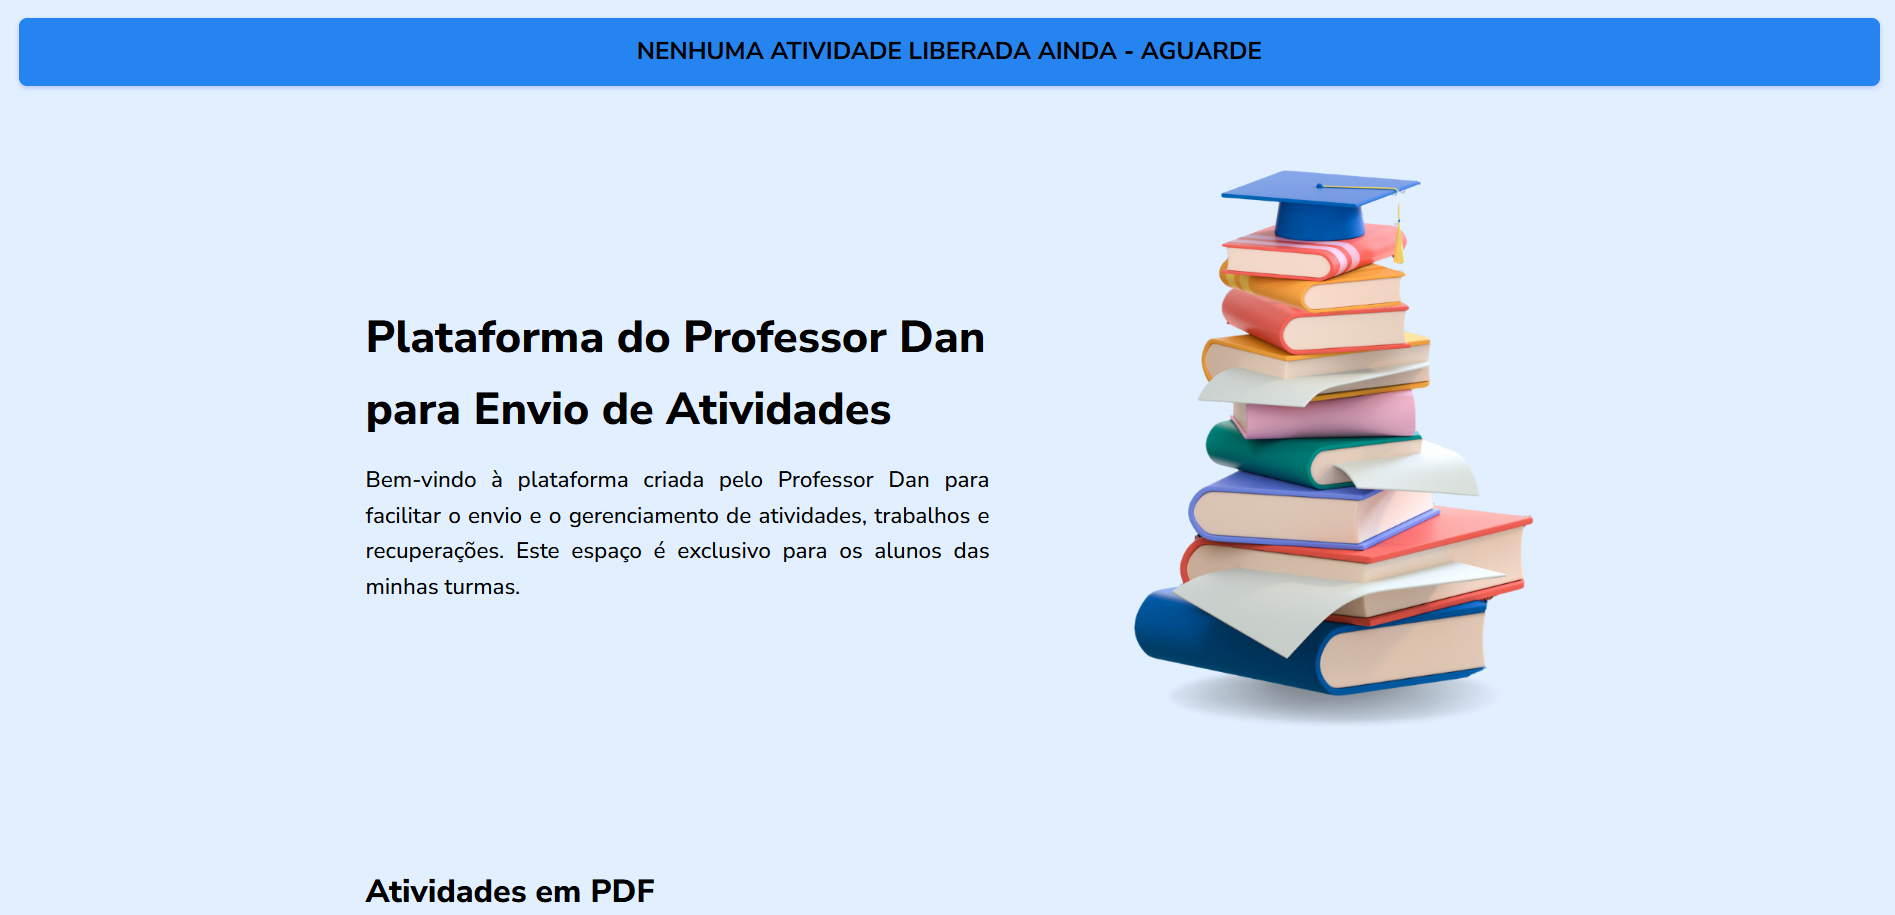 NENHUMA ATIVIDADE LIBERADA AINDA - AGUARDE
Plataforma do Professor Dan
para Envio de Atividades
Bem-vindo à plataforma criada pelo Professor Dan para
facilitar o envio e o gerenciamento de atividades, trabalhos e
recuperações. Este espaço é exclusivo para os alunos das
minhas turmas.
Atividades em PDF